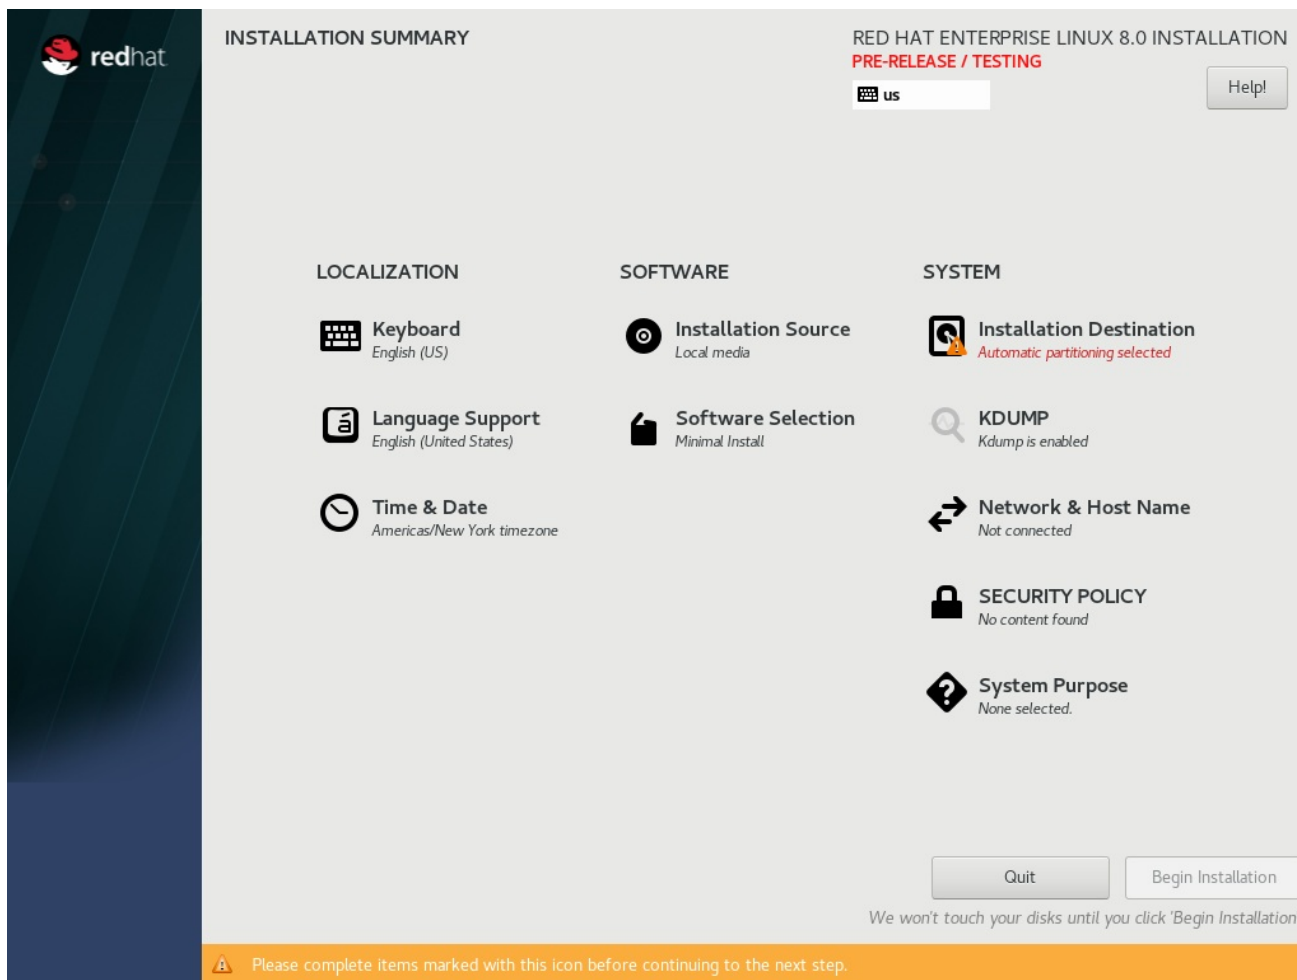 redhat
INSTALLATION SUMMARY
RED HAT ENTERPRISE LINUX 8.0 INSTALLATION
PRE-RELEASE / TESTING
us
Help!
LOCALIZATION
Keyboard
English (US)
Language Support
English (United States)
Time & Date
Americas/New York timezone
SOFTWARE
Installation Source
Local media
Software Selection
Minimal Install
SYSTEM
Installation Destination
Automatic partitioning selected
KDUMP
Kdump is enabled
Network & Host Name
Not connected
SECURITY POLICY
No content found
System Purpose
None selected.
Quit
Begin Installation
We won't touch your disks until you click 'Begin Installation
Please complete items marked with this icon before continuing to the next step.